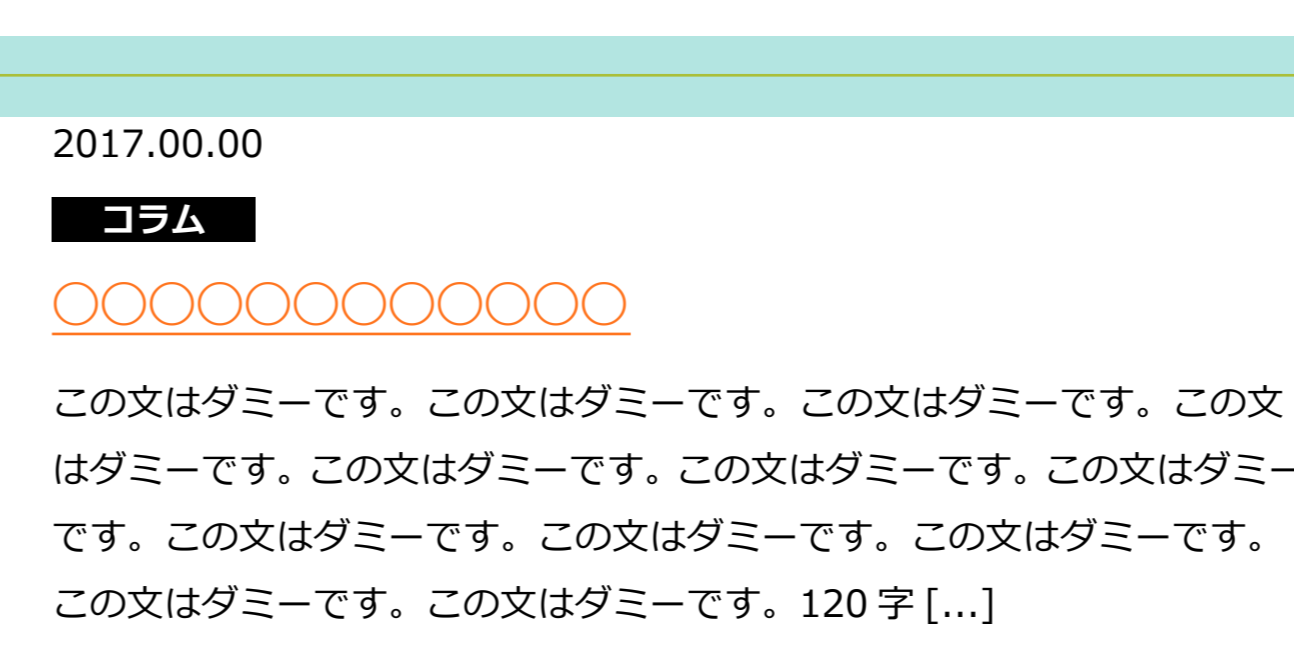 2017.00.00
コラム
〇〇〇〇〇〇〇〇〇〇〇〇
この文はダミーです。この文はダミーです。この文はダミーです。この文
はダミーです。この文はダミーです。この文はダミーです。この文はダミー
です。この文はダミーです。この文はダミーです。この文はダミーです。
この文はダミーです。この文はダミーです。120 字 [...]